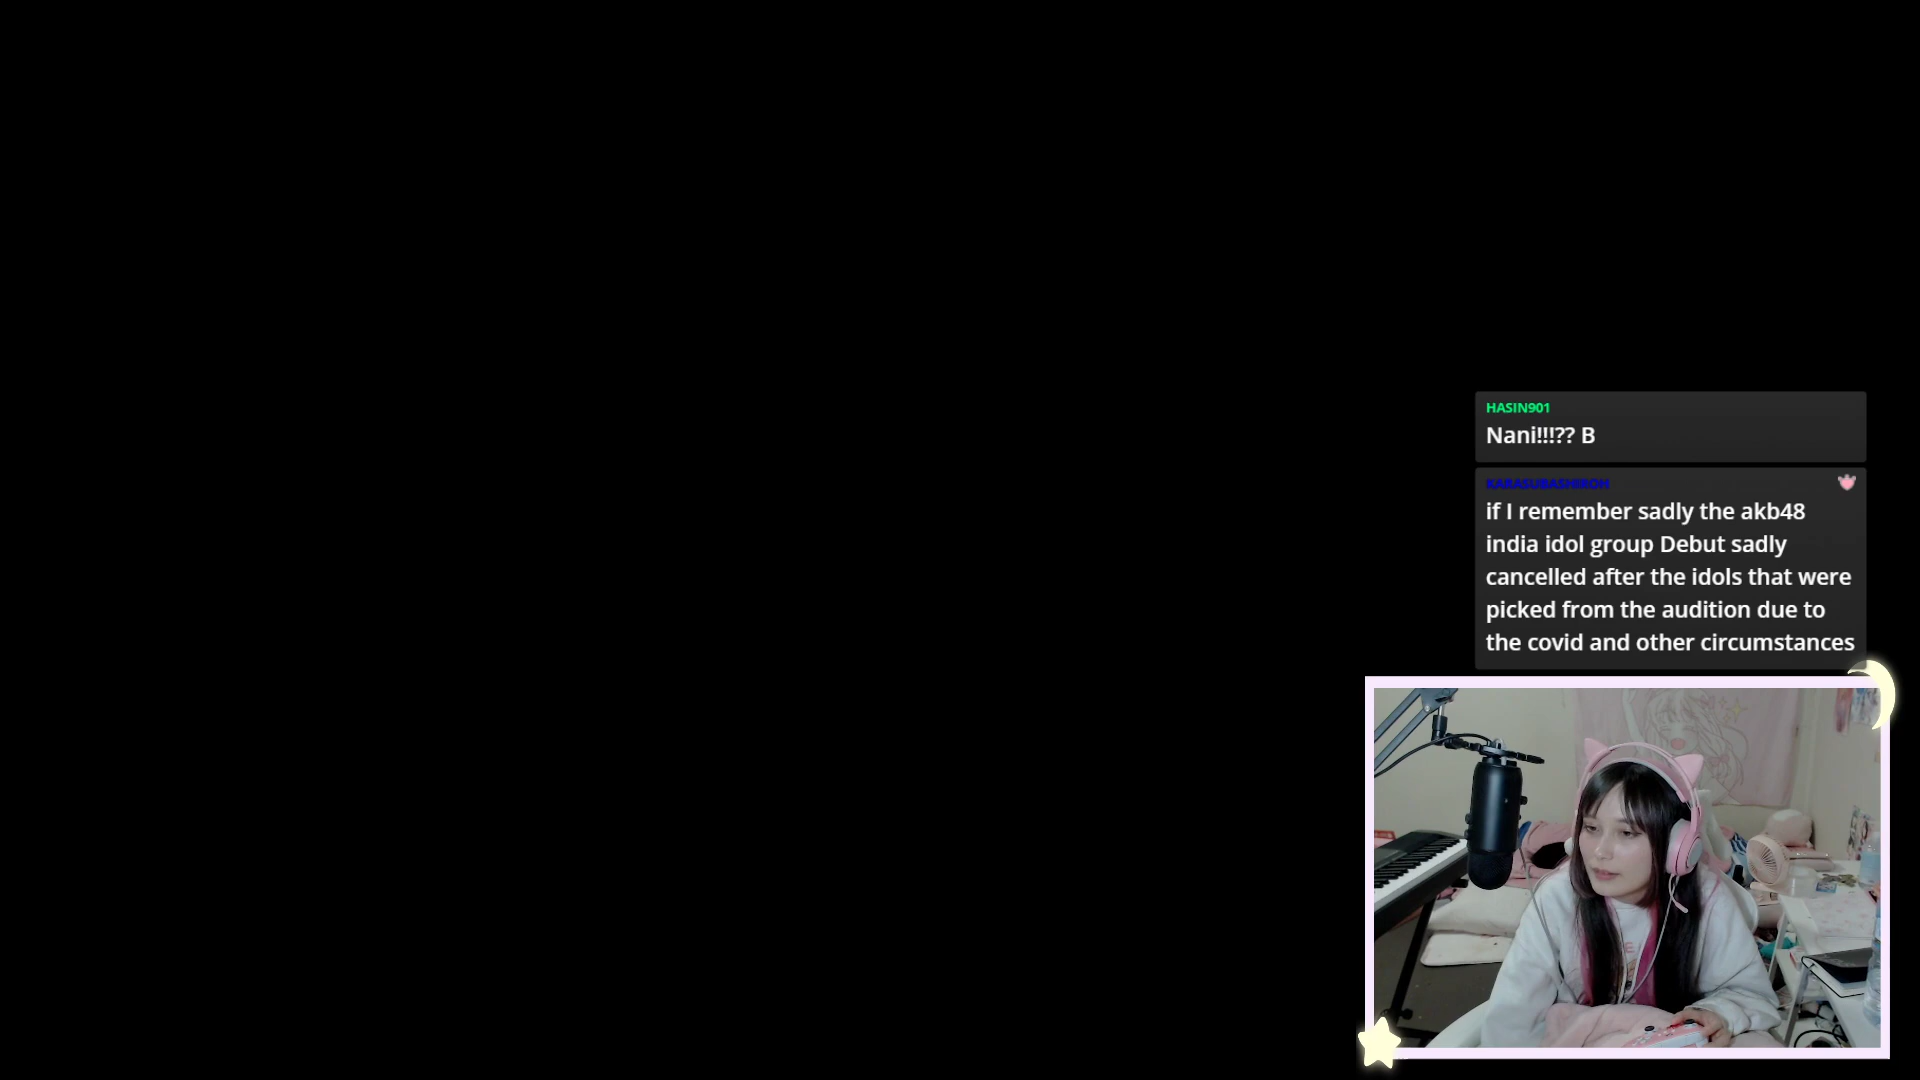 HASIN901
Nani!!!?? B
KARASUBASHIROH
if I remember sadly the akb48
india idol group Debut sadly
cancelled after the idols that were
picked from the audition due to
the covid and other circumstances